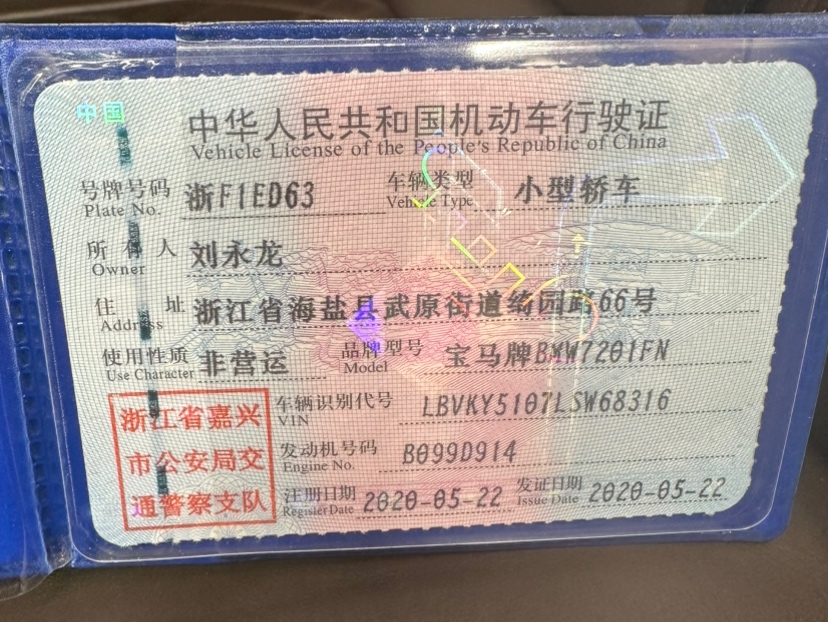 中国
中华人民共和国机动车行驶证
Vehicle License of the People's Republic of China
号牌号码 浙F1ED63 车辆类型 小型轿车
Plate No. Vehicle Type
所有人 刘永龙
Owner
住址 浙江省海盐县武原街道绮园路66号
Address
使用性质 非营运 品牌型号 宝马牌BMW7201FN
Use Character Model
浙江省嘉兴
市公安局交
通警察支队
车辆识别代号 LBVKY5107LSW68316
VIN
发动机号码 B099D914
Engine No.
注册日期 2020-05-22 发证日期 2020-05-22
Register Date Issue Date